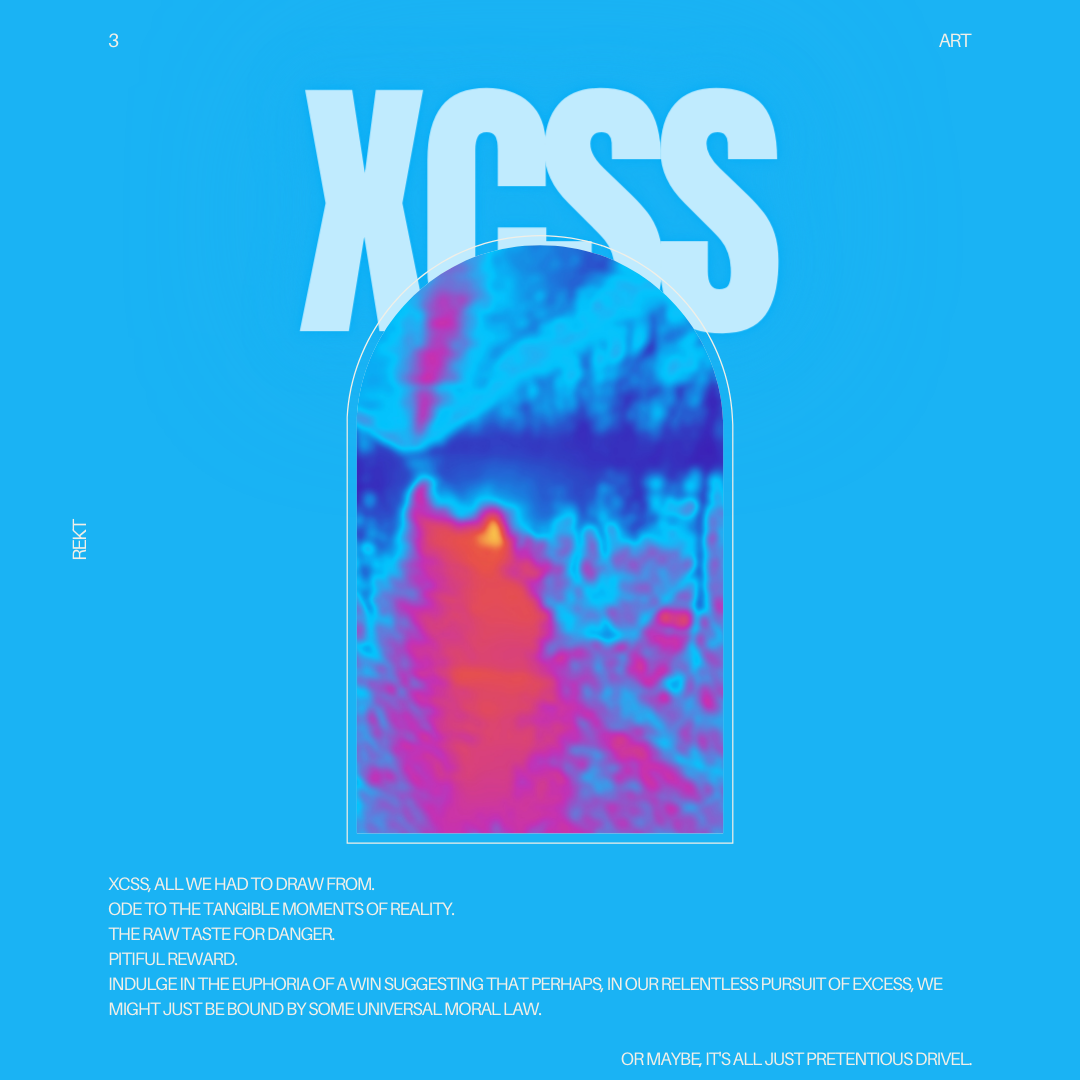 3
ART
XCSS
REKT
XCSS, ALL WE HAD TO DRAW FROM.
ODE TO THE TANGIBLE MOMENTS OF REALITY.
THE RAW TASTE FOR DANGER.
PITIFUL REWARD.
INDULGE IN THE EUPHORIA OF A WIN SUGGESTING THAT PERHAPS, IN OUR RELENTLESS PURSUIT OF EXCESS, WE
MIGHT JUST BE BOUND BY SOME UNIVERSAL MORAL LAW.
OR MAYBE, IT'S ALL JUST PRETENTIOUS DRIVEL.